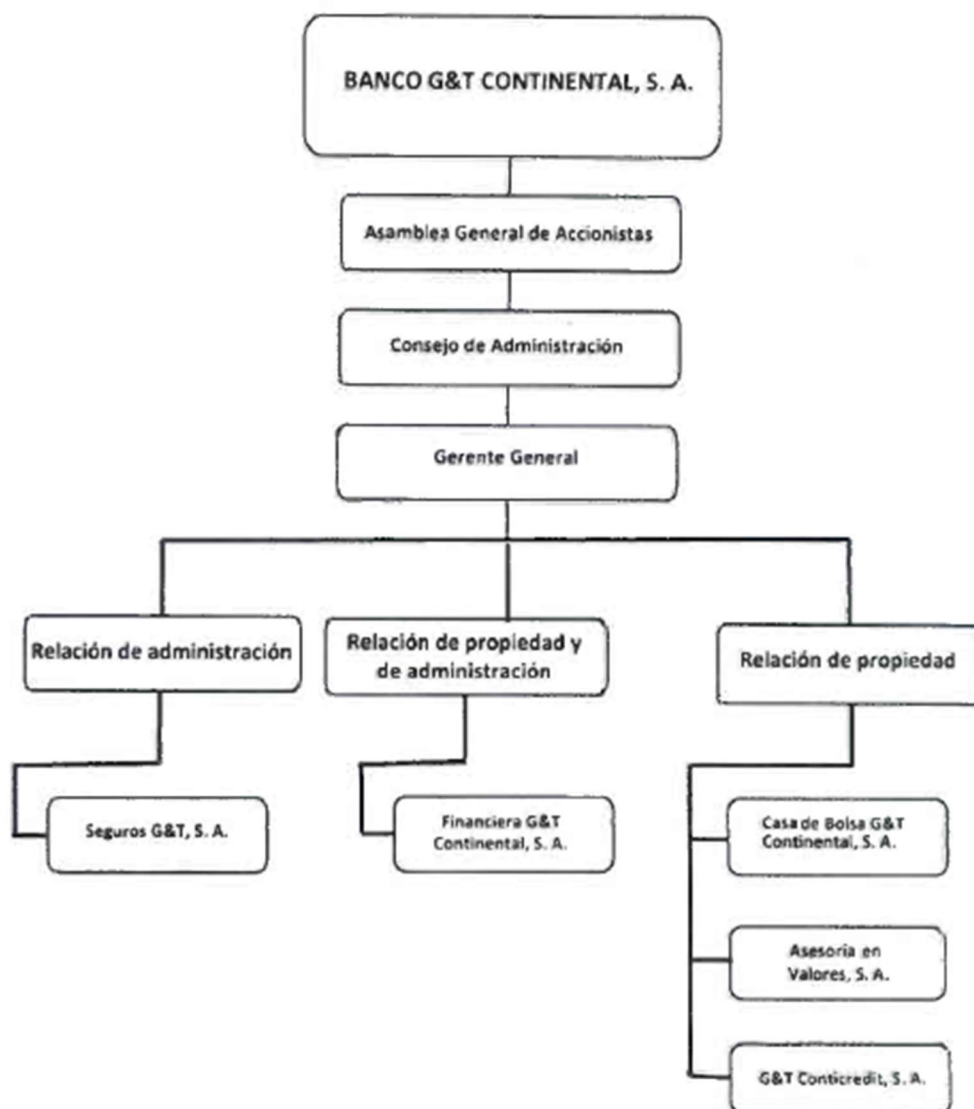 BANCO G&T CONTINENTAL, S. A.
Asamblea General de Accionistas
Consejo de Administración
Gerente General
Relación de administración
Relación de propiedad y
de administración
Relación de propiedad
Seguros G&T, S. A.
Financiera G&T
Continental, S. A.
Casa de Bolsa G&T
Continental, S. A.
Asesoría en
Valores, S. A.
G&T Conticredit, S. A.